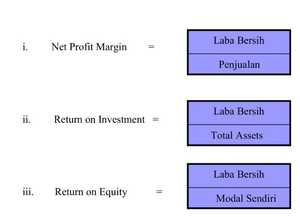 i. Net Profit Margin = Laba Bersih
Penjualan
ii. Return on Investment = Laba Bersih
Total Assets
iii. Return on Equity = Laba Bersih
Modal Sendiri